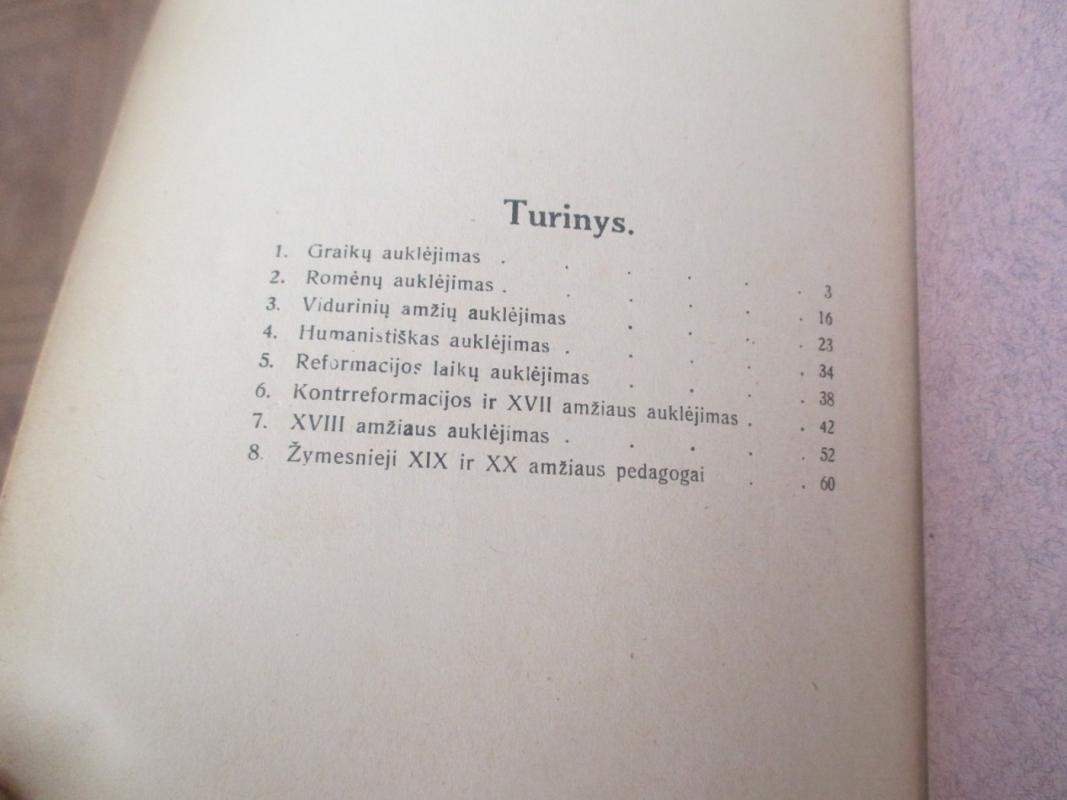 Turinys.
1. Graikų auklėjimas . . . . . . 3
2. Romėnų auklėjimas . . . . . . 16
3. Vidurinių amžių auklėjimas . . . . 23
4. Humanistiškas auklėjimas . . . . . 34
5. Reformacijos laikų auklėjimas . . . . 38
6. Kontrreformacijos ir XVII amžiaus auklėjimas . . 42
7. XVIII amžiaus auklėjimas . . . . . 52
8. Žymesnieji XIX ir XX amžiaus pedagogai . . 60